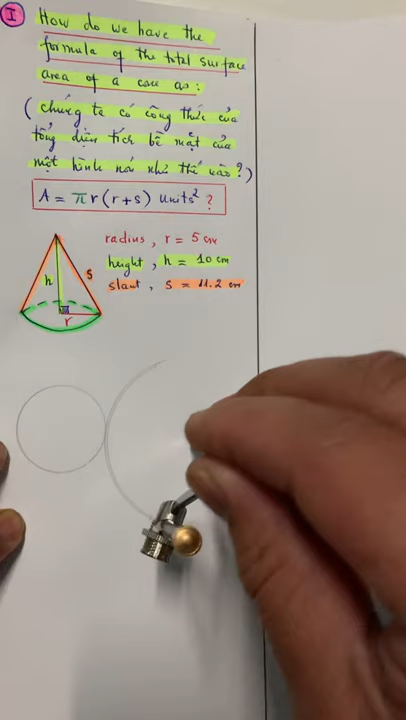 I How do we have the
formula of the total surface
area of a cone as:
( chúng ta có công thức của
tổng diện tích bề mặt của
một hình nón như thế nào? )
A = πr(r+s) units² ?
radius, r = 5 cm
height, h = 10 cm
slant, s = 11.2 cm
h
s
r